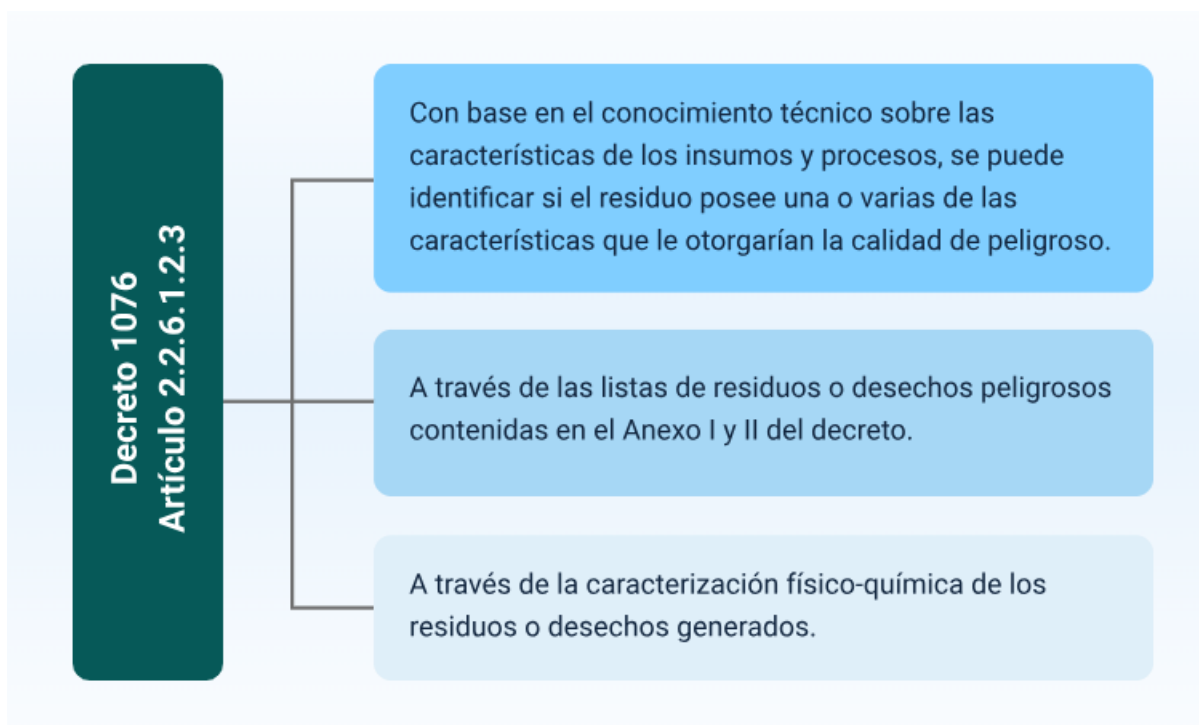 Decreto 1076
Artículo 2.2.6.1.2.3
Con base en el conocimiento técnico sobre las
características de los insumos y procesos, se puede
identificar si el residuo posee una o varias de las
características que le otorgarían la calidad de peligroso.
A través de las listas de residuos o desechos peligrosos
contenidas en el Anexo I y II del decreto.
A través de la caracterización físico-química de los
residuos o desechos generados.